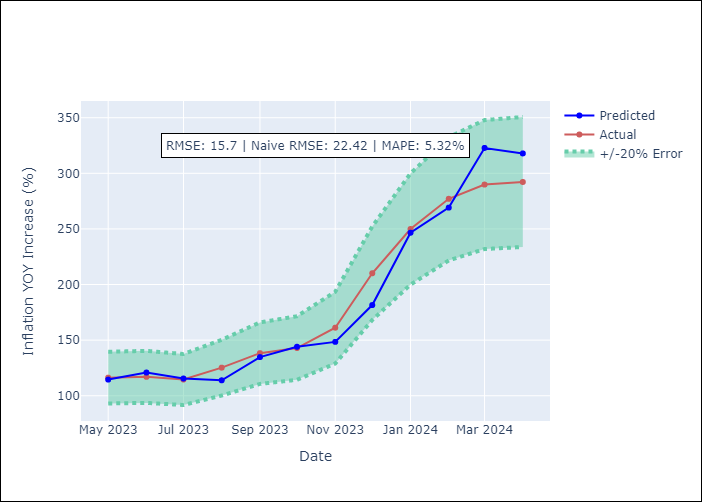 350
300
250
200
150
100
Inflation YOY Increase (%)
RMSE: 15.7 | Naive RMSE: 22.42 | MAPE: 5.32%
May 2023
Jul 2023
Sep 2023
Nov 2023
Jan 2024
Mar 2024
Date
Predicted
Actual
+/-20% Error